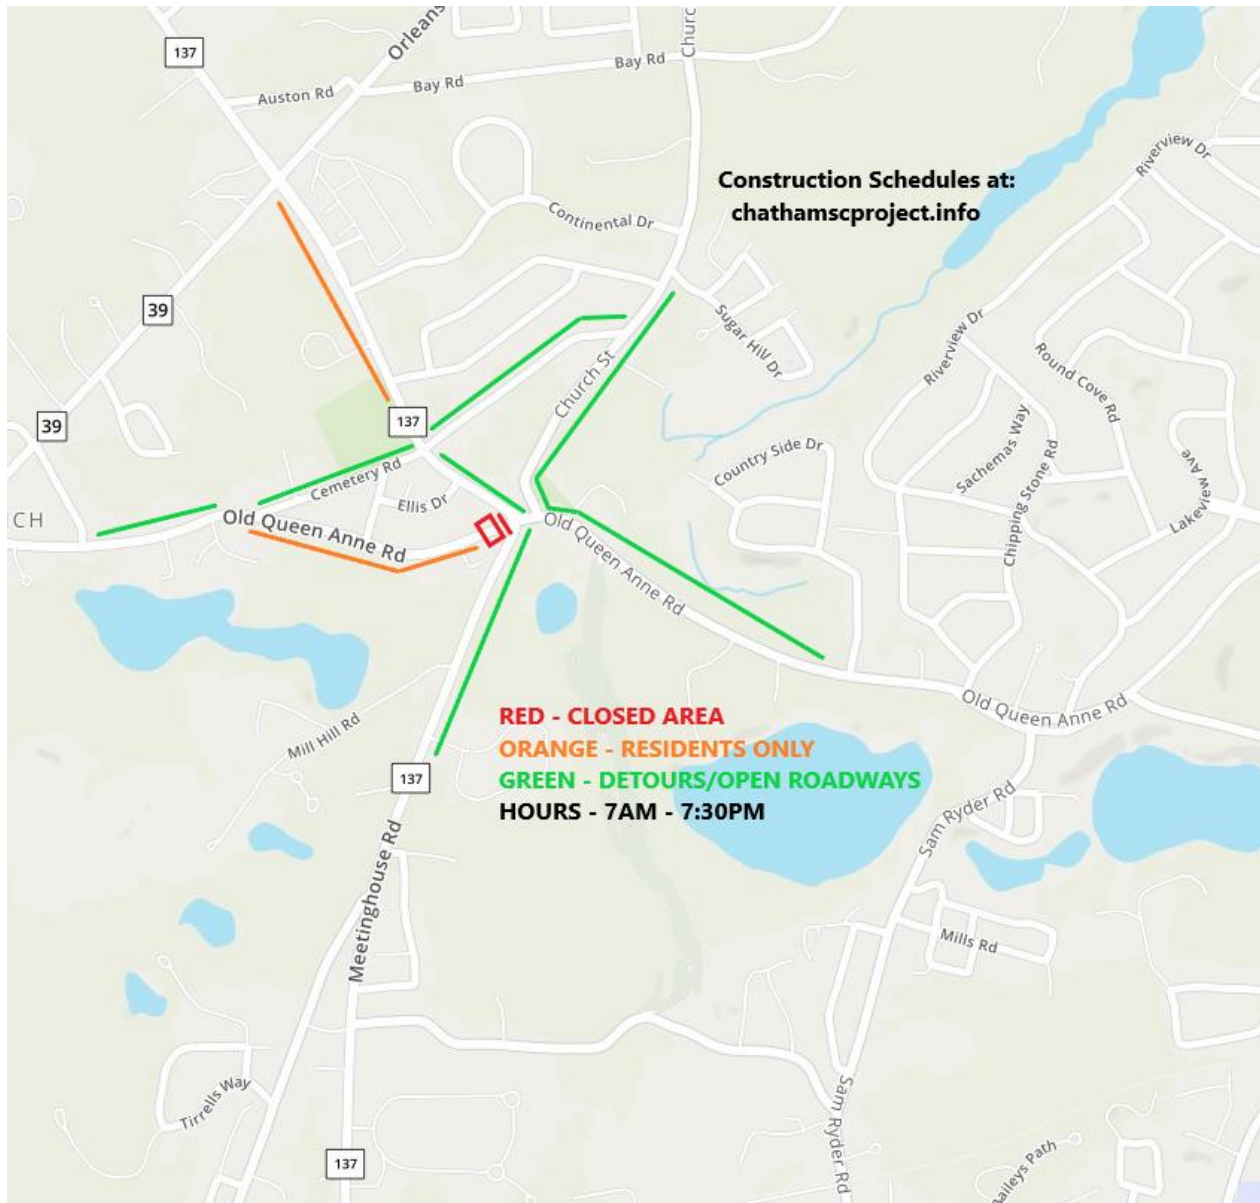 137
Orleans
Churc
Bay Rd
Bay Rd
Auston Rd
Riverview Dr
Construction Schedules at:
chathamscproject.info
Continental Dr
39
Sugar Hill Dr
Riverview Dr
Round Cove Rd
Church St
39
137
Sachemas Way
Country Side Dr
Chipping Stone Rd
Lakeview Ave
Cemetery Rd
Ellis Dr
CH
Old Queen Anne Rd
Old Queen Anne Rd
Old Queen Anne Rd
RED - CLOSED AREA
ORANGE - RESIDENTS ONLY
GREEN - DETOURS/OPEN ROADWAYS
HOURS - 7AM - 7:30PM
Mill Hill Rd
137
Sam Ryder Rd
Meetinghouse Rd
Mills Rd
Tirrells Way
Sam Ryder Rd
137
Baileys Path